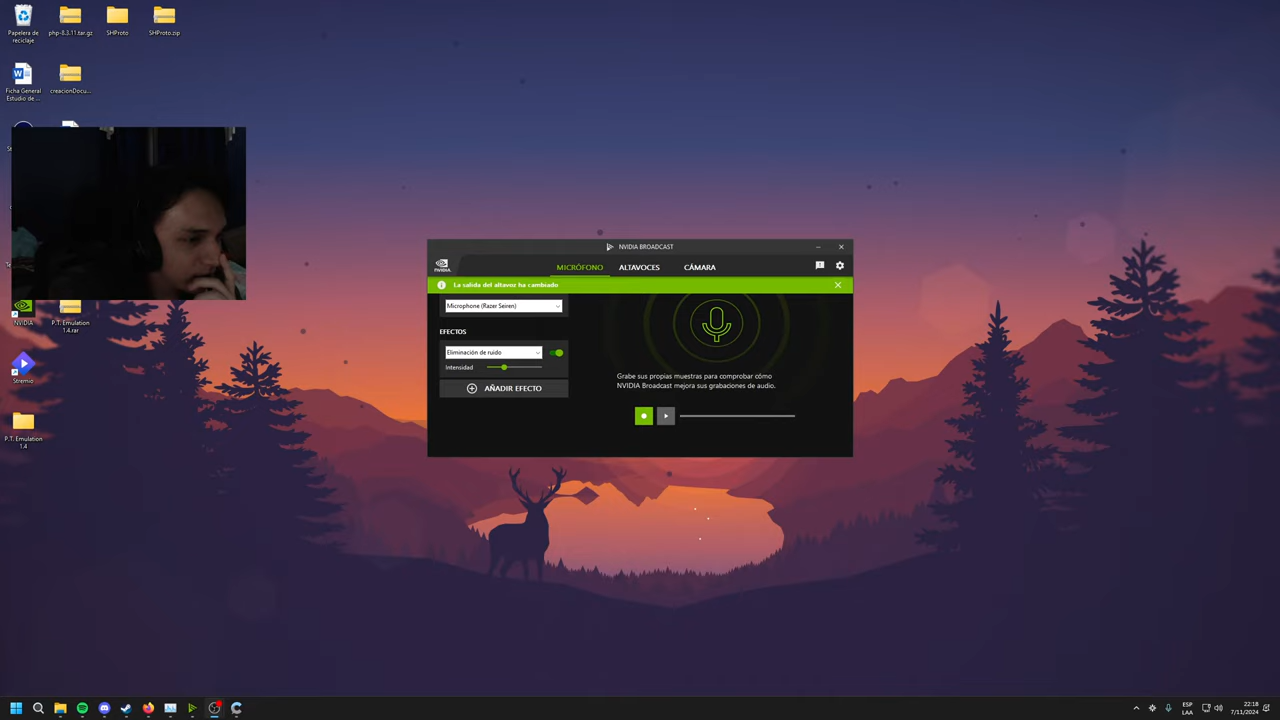 Papelera de
reciclaje
php-8.3.11.tar.gz
SHProto
SHProto.zip
Ficha General
Estudio de ...
creacionDocu...
NVIDIA
P.T. Emulation
1.4.rar
Stremio
P.T. Emulation
1.4
NVIDIA BROADCAST
NVIDIA.
MICRÓFONO
ALTAVOCES
CÁMARA
La salida del altavoz ha cambiado
Microphone (Razer Seiren)
EFECTOS
Eliminación de ruido
Intensidad
AÑADIR EFECTO
Grabe sus propias muestras para comprobar cómo
NVIDIA Broadcast mejora sus grabaciones de audio.
ESP
LAA
22:18
7/11/2024